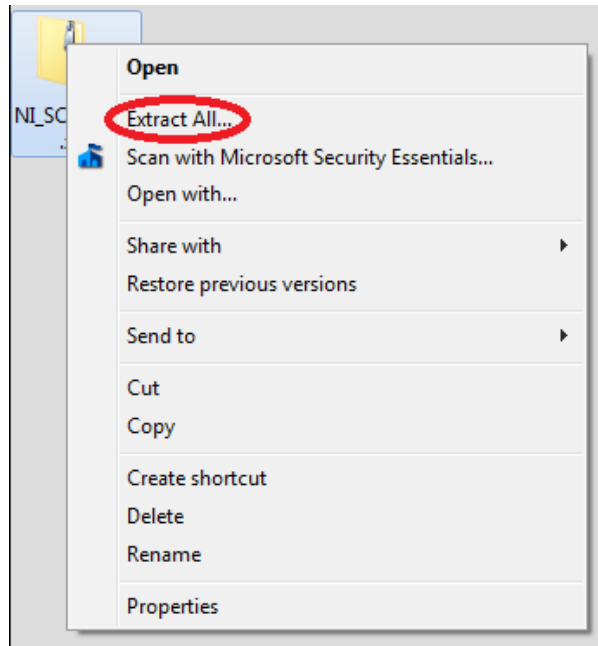 Open
NI_SC
Extract All...
Scan with Microsoft Security Essentials...
Open with...
Share with
Restore previous versions
Send to
Cut
Copy
Create shortcut
Delete
Rename
Properties